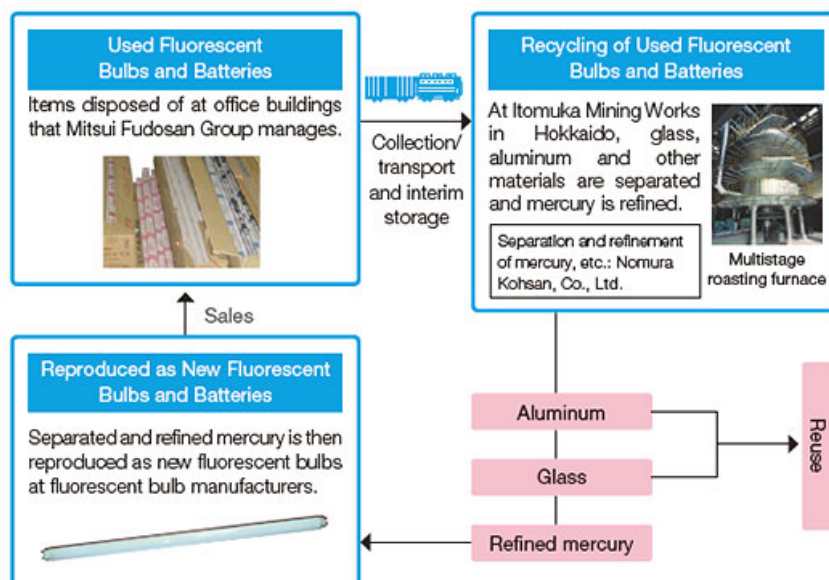 Used Fluorescent
Bulbs and Batteries
Items disposed of at office buildings
that Mitsui Fudosan Group manages.
Collection/
transport
and interim
storage
Recycling of Used Fluorescent
Bulbs and Batteries
At Itomuka Mining Works
in Hokkaido, glass,
aluminum and other
materials are separated
and mercury is refined.
Separation and refinement
of mercury, etc.: Nomura
Kohsan, Co., Ltd.
Multistage
roasting furnace
Sales
Reproduced as New Fluorescent
Bulbs and Batteries
Separated and refined mercury is then
reproduced as new fluorescent bulbs
at fluorescent bulb manufacturers.
Aluminum
Glass
Refined mercury
Reuse